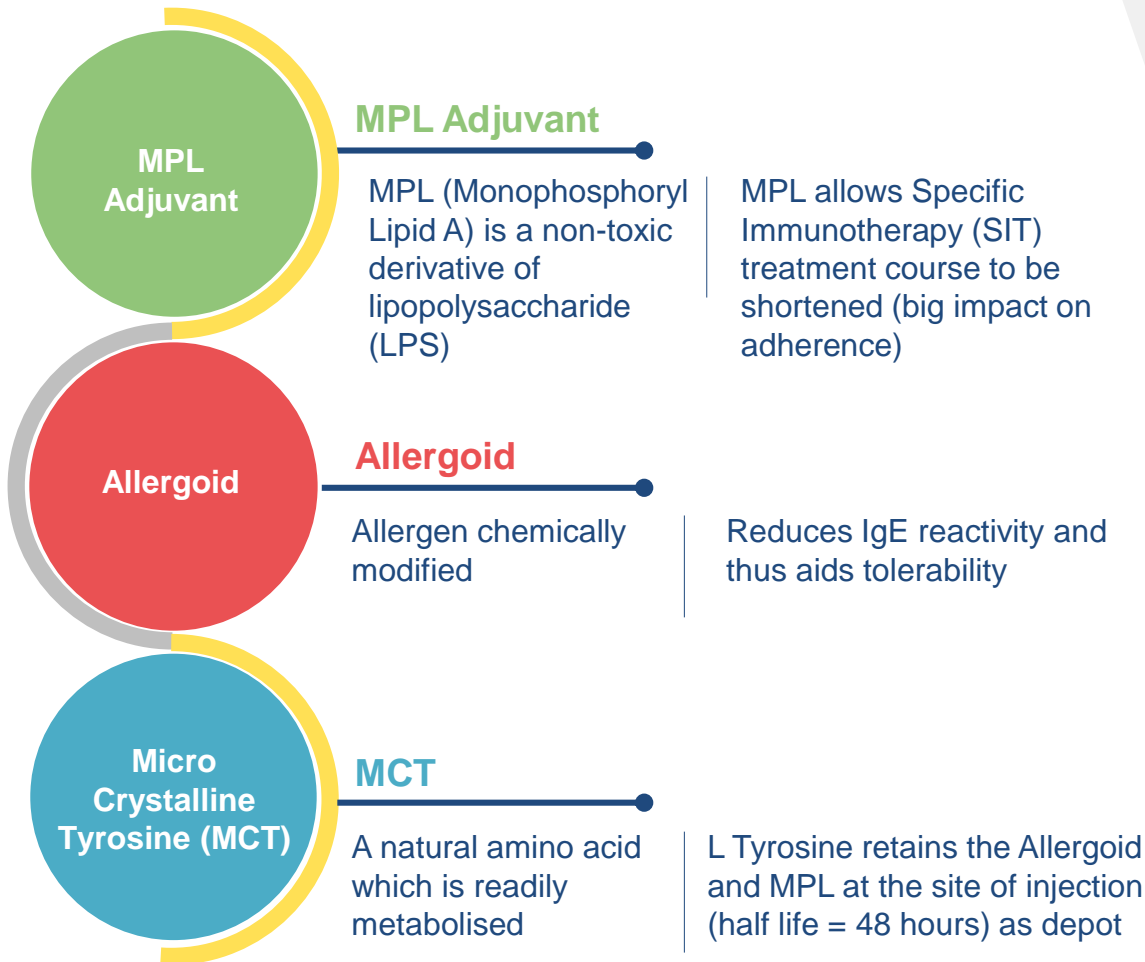 MPL
Adjuvant
MPL Adjuvant
MPL (Monophosphoryl
Lipid A) is a non-toxic
derivative of
lipopolysaccharide
(LPS)
MPL allows Specific
Immunotherapy (SIT)
treatment course to be
shortened (big impact on
adherence)
Allergoid
Allergoid
Allergen chemically
modified
Reduces IgE reactivity and
thus aids tolerability
Micro
Crystalline
Tyrosine (MCT)
MCT
A natural amino acid
which is readily
metabolised
L Tyrosine retains the Allergoid
and MPL at the site of injection
(half life = 48 hours) as depot